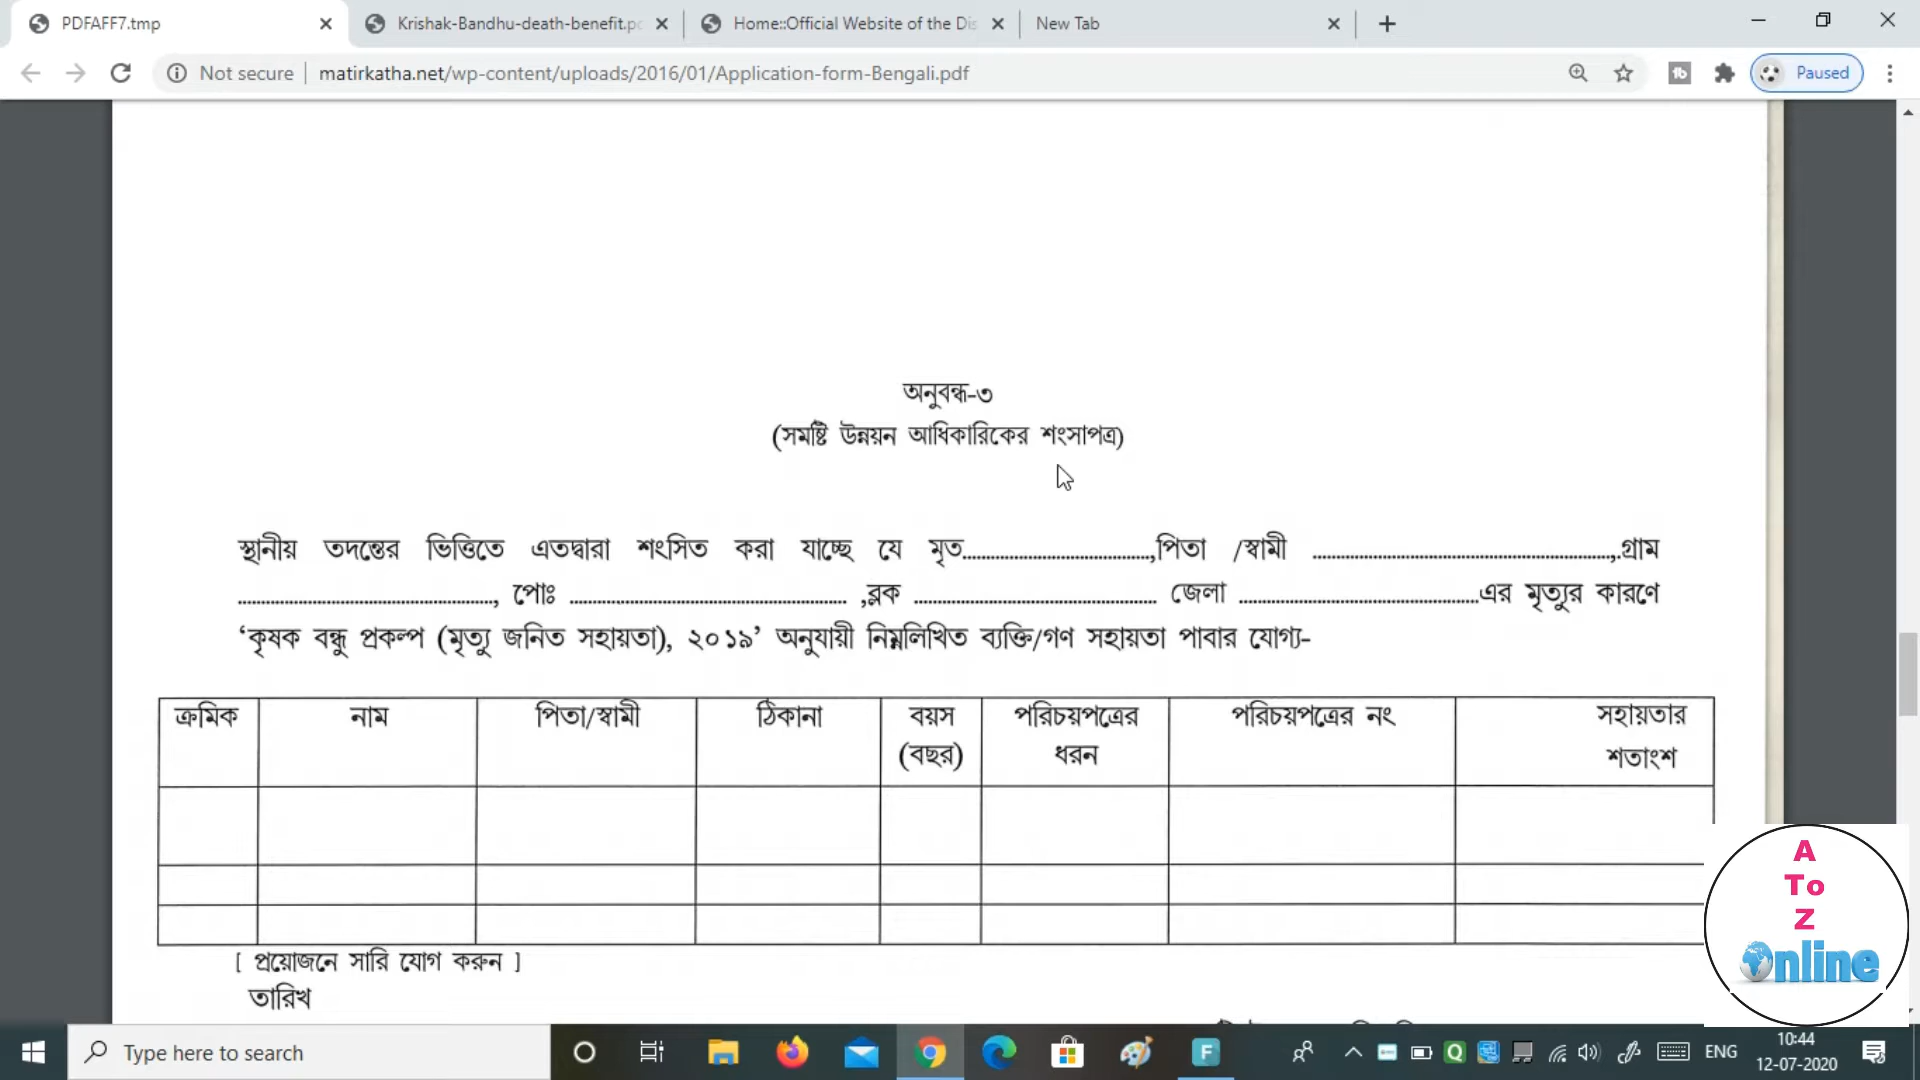 PDFAFF7.tmp
Krishak-Bandhu-death-benefit.pd
Home::Official Website of the Dis
New Tab
Not secure
matirkatha.net/wp-content/uploads/2016/01/Application-form-Bengali.pdf
Paused
অনুবন্ধ-৩
(সমষ্টি উন্নয়ন আধিকারিকের শংসাপত্র)
স্থানীয় তদন্তের ভিত্তিতে এতদ্বারা শংসিত করা যাচ্ছে যে মৃত..............................,পিতা /স্বামী ................................................,.গ্রাম
.........................................., পোঃ ............................................. ,ব্লক ........................................ জেলা .......................................এর মৃত্যুর কারণে
‘কৃষক বন্ধু প্রকল্প (মৃত্যু জনিত সহায়তা), ২০১৯’ অনুযায়ী নিম্নলিখিত ব্যক্তি/গণ সহায়তা পাবার যোগ্য-
ক্রমিক নাম পিতা/স্বামী ঠিকানা বয়স (বছর) পরিচয়পত্রের ধরন পরিচয়পত্রের নং সহায়তার শতাংশ
[ প্রয়োজনে সারি যোগ করুন ]
তারিখ
A
To
Z
Online
Type here to search
ENG
10:44
12-07-2020